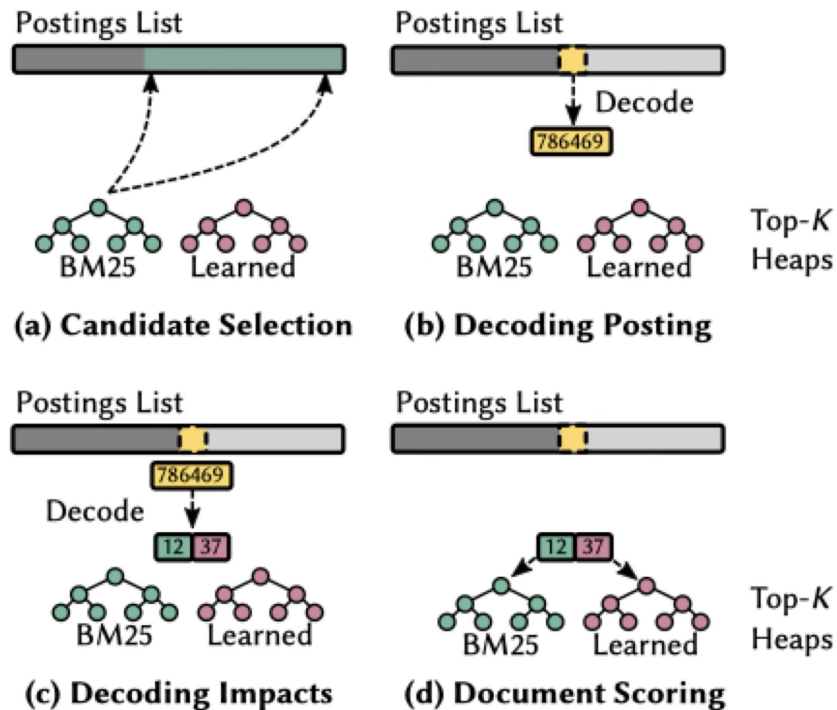 Postings List
BM25
Learned
(a) Candidate Selection
Postings List
Decode
786469
BM25
Learned
Top-K
Heaps
(b) Decoding Posting
Postings List
786469
Decode
12 37
BM25
Learned
(c) Decoding Impacts
Postings List
12 37
BM25
Learned
Top-K
Heaps
(d) Document Scoring